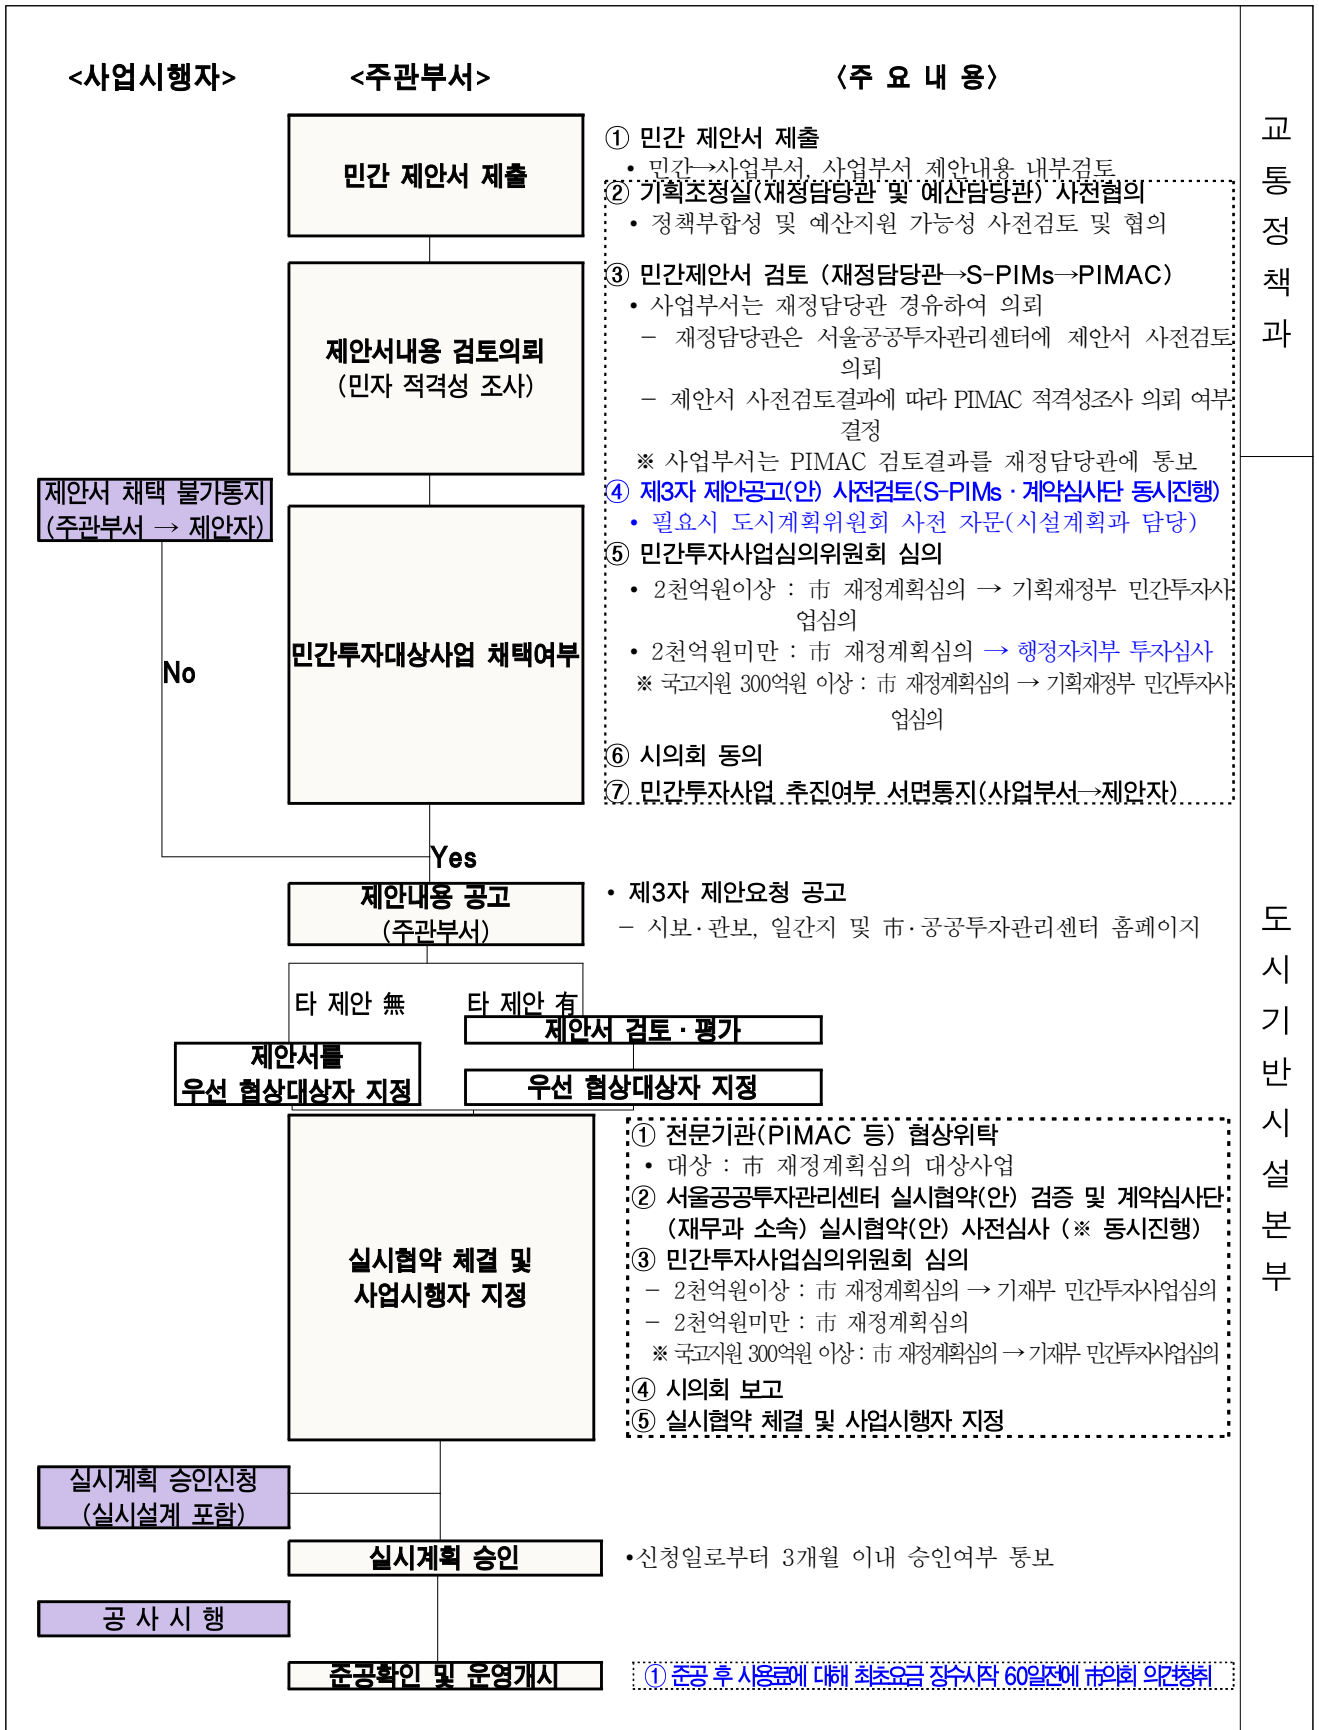 <사업시행자>
<주관부서>
〈주 요 내 용〉
민간 제안서 제출
① 민간 제안서 제출
• 민간→사업부서, 사업부서 제안내용 내부검토
② 기획조정실(재정담당관 및 예산담당관) 사전협의
• 정책부합성 및 예산지원 가능성 사전검토 및 협의
제안서내용 검토의뢰
(민자 적격성 조사)
③ 민간제안서 검토 (재정담당관→S-PIMs→PIMAC)
• 사업부서는 재정담당관 경유하여 의뢰
- 재정담당관은 서울공공투자관리센터에 제안서 사전검토
의뢰
- 제안서 사전검토결과에 따라 PIMAC 적격성조사 의뢰 여부
결정
※ 사업부서는 PIMAC 검토결과를 재정담당관에 통보
교
통
정
책
과
제안서 채택 불가통지
(주관부서 → 제안자)
No
민간투자대상사업 채택여부
④ 제3자 제안공고(안) 사전검토(S-PIMs · 계약심사단 동시진행)
• 필요시 도시계획위원회 사전 자문(시설계획과 담당)
⑤ 민간투자사업심의위원회 심의
• 2천억원이상 : 市 재정계획심의 → 기획재정부 민간투자사
업심의
• 2천억원미만 : 市 재정계획심의 → 행정자치부 투자심사
※ 국고지원 300억원 이상 : 市 재정계획심의 → 기획재정부 민간투자사
업심의
⑥ 시의회 동의
⑦ 민간투자사업 추진여부 서면통지(사업부서→제안자)
Yes
제안내용 공고
(주관부서)
• 제3자 제안요청 공고
- 시보·관보, 일간지 및 市·공공투자관리센터 홈페이지
타 제안 無
타 제안 有
제안서 검토 · 평가
제안서를
우선 협상대상자 지정
우선 협상대상자 지정
실시협약 체결 및
사업시행자 지정
① 전문기관(PIMAC 등) 협상위탁
• 대상 : 市 재정계획심의 대상사업
② 서울공공투자관리센터 실시협약(안) 검증 및 계약심사단
(재무과 소속) 실시협약(안) 사전심사 (※ 동시진행)
③ 민간투자사업심의위원회 심의
- 2천억원이상 : 市 재정계획심의 → 기재부 민간투자사업심의
- 2천억원미만 : 市 재정계획심의
※ 국고지원 300억원 이상 : 市 재정계획심의 → 기재부 민간투자사업심의
④ 시의회 보고
⑤ 실시협약 체결 및 사업시행자 지정
도
시
기
반
시
설
본
부
실시계획 승인신청
(실시설계 포함)
실시계획 승인
•신청일로부터 3개월 이내 승인여부 통보
공 사 시 행
준공확인 및 운영개시
① 준공 후 사용료에 대해 최초요금 징수시작 60일전에 市의회 의견청취